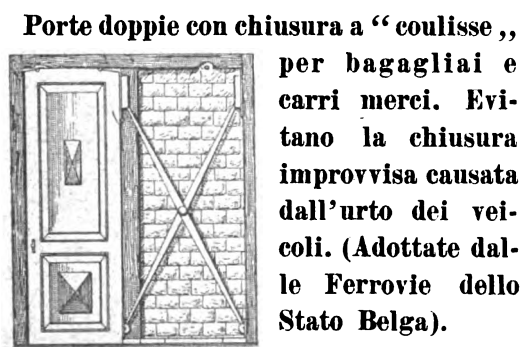 Porte doppie con chiusura a “ coulisse „
per bagagliai e
carri merci. Evi-
tano la chiusura
improvvisa causata
dall’urto dei vei-
coli. (Adottate dal-
le Ferrovie dello
Stato Belga).